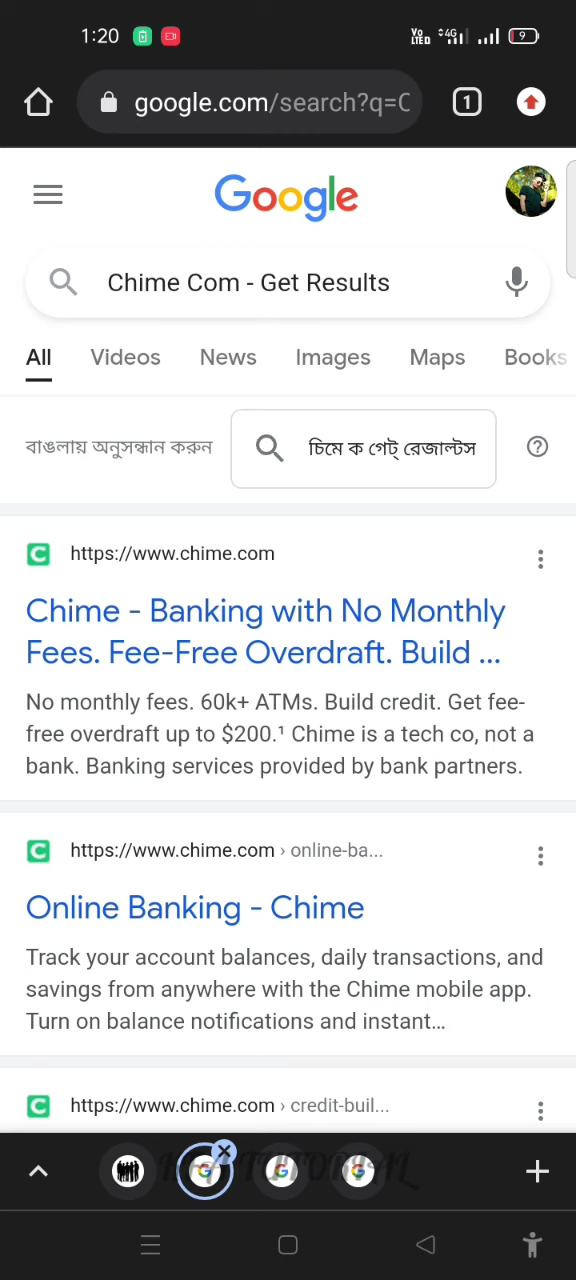 1:20
Vo LTED 4G 9
google.com/search?q=C
1
Google
Chime Com - Get Results
All Videos News Images Maps Books
বাঙলায় অনুসন্ধান করুন
চিমে ক গেট্ রেজাল্টস
https://www.chime.com
Chime - Banking with No Monthly
Fees. Fee-Free Overdraft. Build ...
No monthly fees. 60k+ ATMs. Build credit. Get fee-
free overdraft up to $200.¹ Chime is a tech co, not a
bank. Banking services provided by bank partners.
https://www.chime.com › online-ba...
Online Banking - Chime
Track your account balances, daily transactions, and
savings from anywhere with the Chime mobile app.
Turn on balance notifications and instant...
https://www.chime.com › credit-buil...